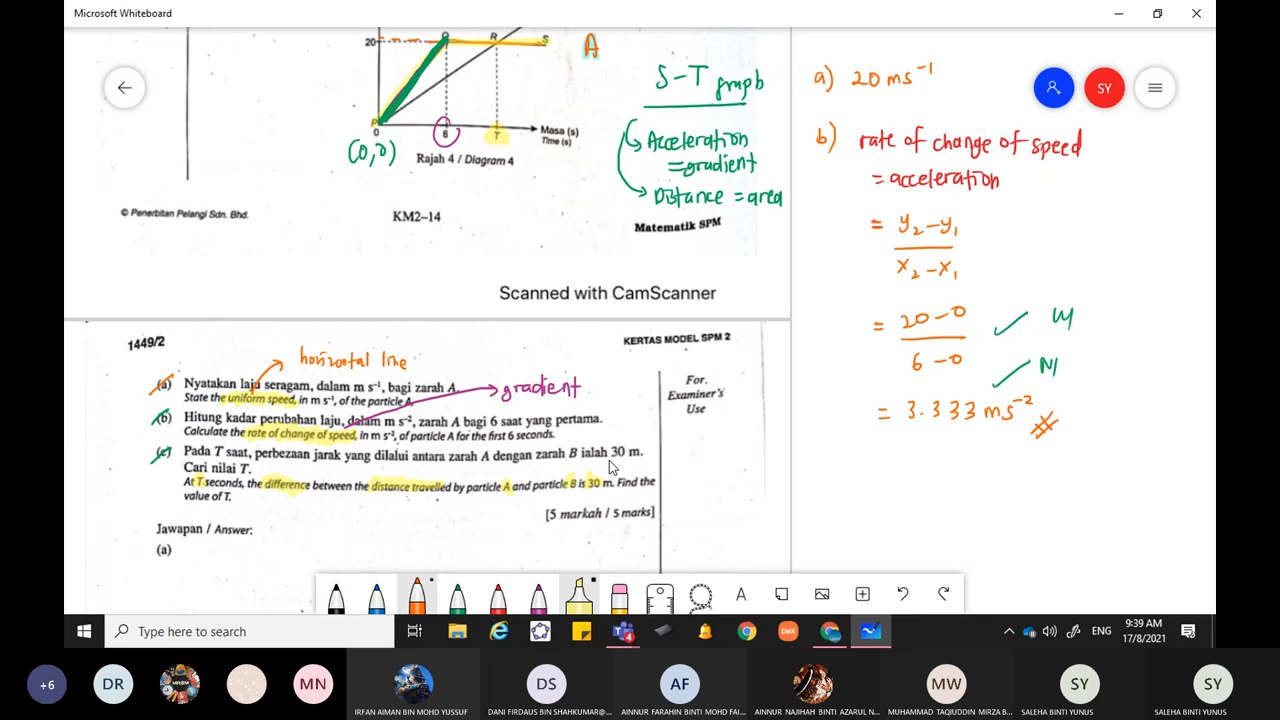 Microsoft Whiteboard
20
Q
R
S
A
P
0
6
T
Masa (s)
Time (s)
(0,0)
Rajah 4 / Diagram 4
S-T graph
Acceleration
= gradient
Distance = area
© Penerbitan Pelangi Sdn. Bhd.
KM2–14
Matematik SPM
Scanned with CamScanner
1449/2
KERTAS MODEL SPM 2
horizontal line
(a) Nyatakan laju seragam, dalam m s⁻¹, bagi zarah A.
State the uniform speed, in m s⁻¹, of the particle A.
gradient
(b) Hitung kadar perubahan laju, dalam m s⁻², zarah A bagi 6 saat yang pertama.
Calculate the rate of change of speed, in m s⁻², of particle A for the first 6 seconds.
(c) Pada T saat, perbezaan jarak yang dilalui antara zarah A dengan zarah B ialah 30 m.
Cari nilai T.
At T seconds, the difference between the distance travelled by particle A and particle B is 30 m. Find the
value of T.
[5 markah / 5 marks]
Jawapan / Answer:
(a)
For.
Examiner's
Use
a) 20 ms⁻¹
b) rate of change of speed
= acceleration
= y₂-y₁
x₂-x₁
= 20-0
6-0
= 3.333 ms⁻²
SY
A
Type here to search
4
DeX
ENG
9:39 AM
17/8/2021
+6
DR
MRSM
MN
DS
AF
MW
SY
SY
IRFAN AIMAN BIN MOHD YUSSUF
DANI FIRDAUS BIN SHAHKUMAR@...
AINNUR FARAHIN BINTI MOHD FAI...
AINNUR NAJIHAH BINTI AZARUL N...
MUHAMMAD TAQIUDDIN MIRZA B...
SALEHA BINTI YUNUS
SALEHA BINTI YUNUS